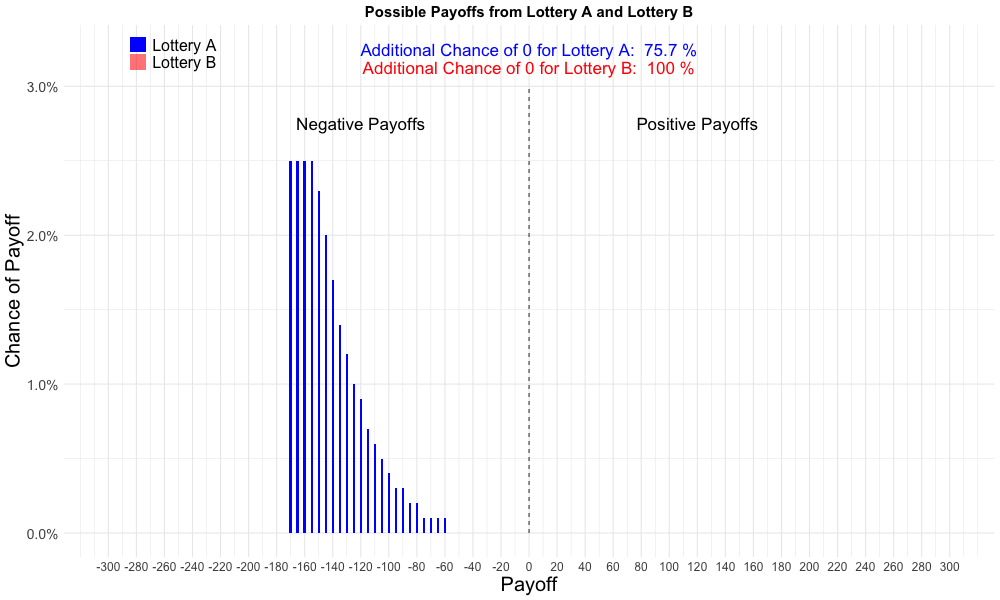 Possible Payoffs from Lottery A and Lottery B
Lottery A
Lottery B
Additional Chance of 0 for Lottery A:  75.7 %
Additional Chance of 0 for Lottery B:  100 %
Negative Payoffs
Positive Payoffs
Chance of Payoff
3.0%
2.0%
1.0%
0.0%
-300 -280 -260 -240 -220 -200 -180 -160 -140 -120 -100 -80 -60 -40 -20 0 20 40 60 80 100 120 140 160 180 200 220 240 260 280 300
Payoff